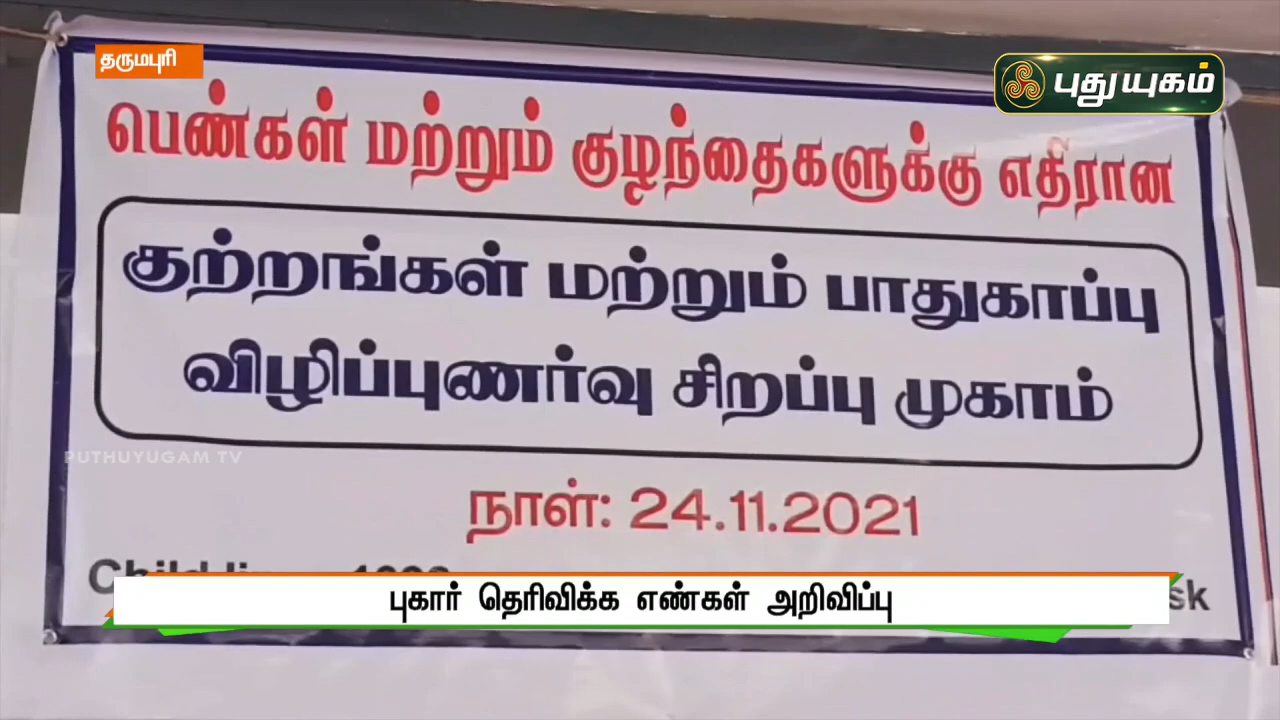 தருமபுரி
புதுயுகம்
பெண்கள் மற்றும் குழந்தைகளுக்கு எதிரான
குற்றங்கள் மற்றும் பாதுகாப்பு
விழிப்புணர்வு சிறப்பு முகாம்
PUTHUYUGAM TV
நாள்: 24.11.2021
புகார் தெரிவிக்க எண்கள் அறிவிப்பு